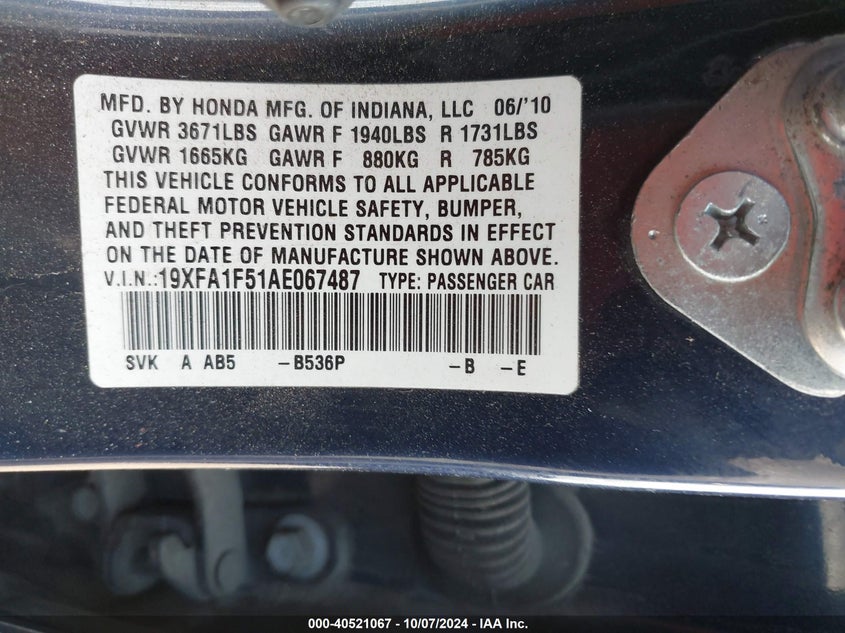 MFD. BY HONDA MFG. OF INDIANA, LLC 06/'10
GVWR 3671LBS GAWR F 1940LBS R 1731LBS
GVWR 1665KG GAWR F 880KG R 785KG
THIS VEHICLE CONFORMS TO ALL APPLICABLE
FEDERAL MOTOR VEHICLE SAFETY, BUMPER,
AND THEFT PREVENTION STANDARDS IN EFFECT
ON THE DATE OF MANUFACTURE SHOWN ABOVE.
V.I.N.:19XFA1F51AE067487 TYPE: PASSENGER CAR
SVK A AB5 -B536P -B -E
000-40521067 - 10/07/2024 - IAA Inc.